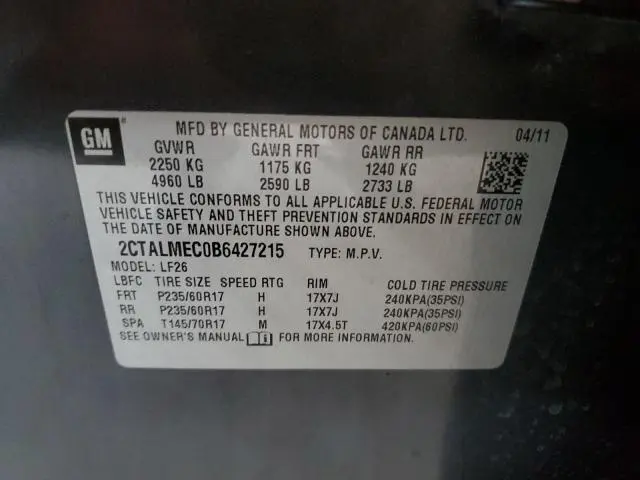 GM
®
MFD BY GENERAL MOTORS OF CANADA LTD. 04/11
GVWR GAWR FRT GAWR RR
2250 KG 1175 KG 1240 KG
4960 LB 2590 LB 2733 LB
THIS VEHICLE CONFORMS TO ALL APPLICABLE U.S. FEDERAL MOTOR
VEHICLE SAFETY AND THEFT PREVENTION STANDARDS IN EFFECT ON
THE DATE OF MANUFACTURE SHOWN ABOVE.
2CTALMEC0B6427215 TYPE: M.P.V.
MODEL: LF26
LBFC TIRE SIZE SPEED RTG RIM COLD TIRE PRESSURE
FRT P235/60R17 H 17X7J 240KPA(35PSI)
RR P235/60R17 H 17X7J 240KPA(35PSI)
SPA T145/70R17 M 17X4.5T 420KPA(60PSI)
SEE OWNER'S MANUAL FOR MORE INFORMATION.